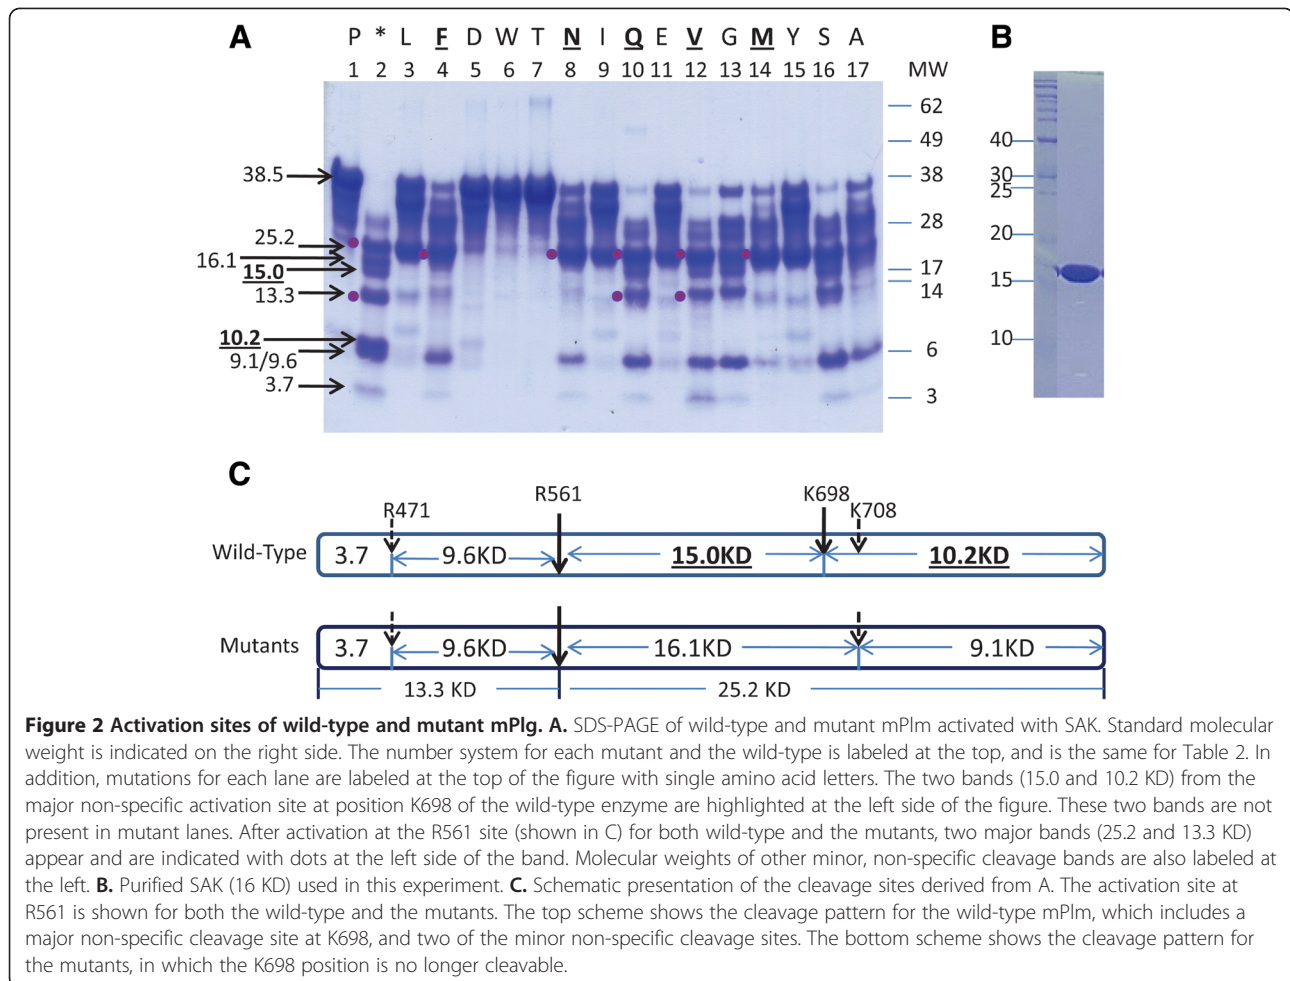 A
P * L F D W T N I Q E V G M Y S A
1 2 3 4 5 6 7 8 9 10 11 12 13 14 15 16 17 MW
38.5
25.2
16.1
15.0
13.3
10.2
9.1/9.6
3.7
62
49
38
28
17
14
6
3
B
40
30
25
20
15
10
C
R471 R561 K698 K708
Wild-Type 3.7 9.6KD 15.0KD 10.2KD
Mutants 3.7 9.6KD 16.1KD 9.1KD
13.3 KD 25.2 KD
Figure 2 Activation sites of wild-type and mutant mPlg. A. SDS-PAGE of wild-type and mutant mPlm activated with SAK. Standard molecular
weight is indicated on the right side. The number system for each mutant and the wild-type is labeled at the top, and is the same for Table 2. In
addition, mutations for each lane are labeled at the top of the figure with single amino acid letters. The two bands (15.0 and 10.2 KD) from the
major non-specific activation site at position K698 of the wild-type enzyme are highlighted at the left side of the figure. These two bands are not
present in mutant lanes. After activation at the R561 site (shown in C) for both wild-type and the mutants, two major bands (25.2 and 13.3 KD)
appear and are indicated with dots at the left side of the band. Molecular weights of other minor, non-specific cleavage bands are also labeled at
the left. B. Purified SAK (16 KD) used in this experiment. C. Schematic presentation of the cleavage sites derived from A. The activation site at
R561 is shown for both the wild-type and the mutants. The top scheme shows the cleavage pattern for the wild-type mPlm, which includes a
major non-specific cleavage site at K698, and two of the minor non-specific cleavage sites. The bottom scheme shows the cleavage pattern for
the mutants, in which the K698 position is no longer cleavable.